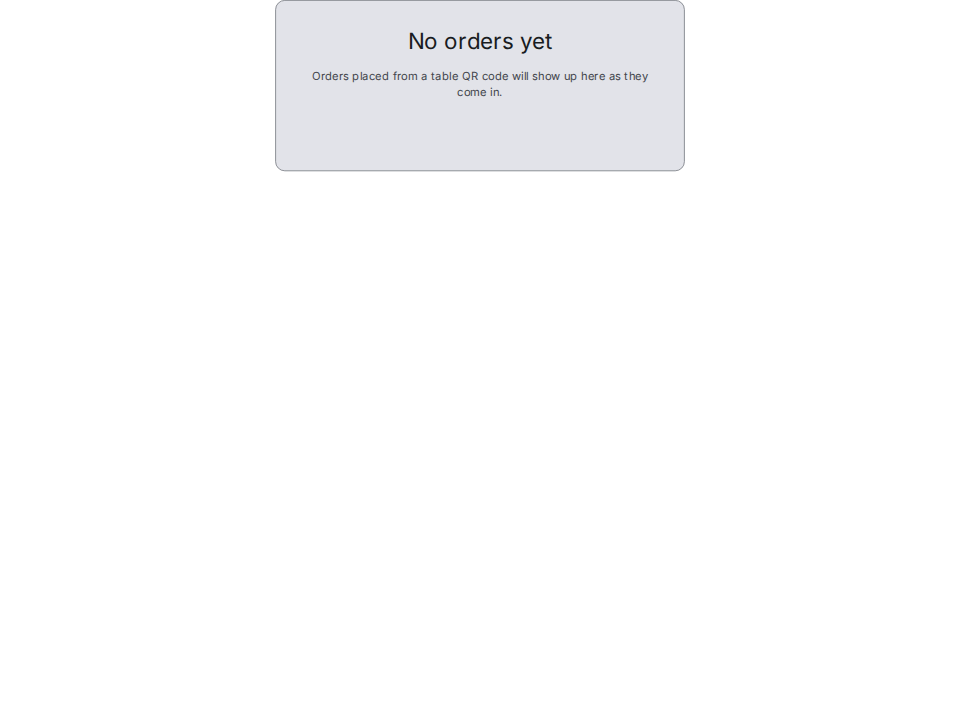 No orders yet
Orders placed from a table QR code will show up here as they
come in.